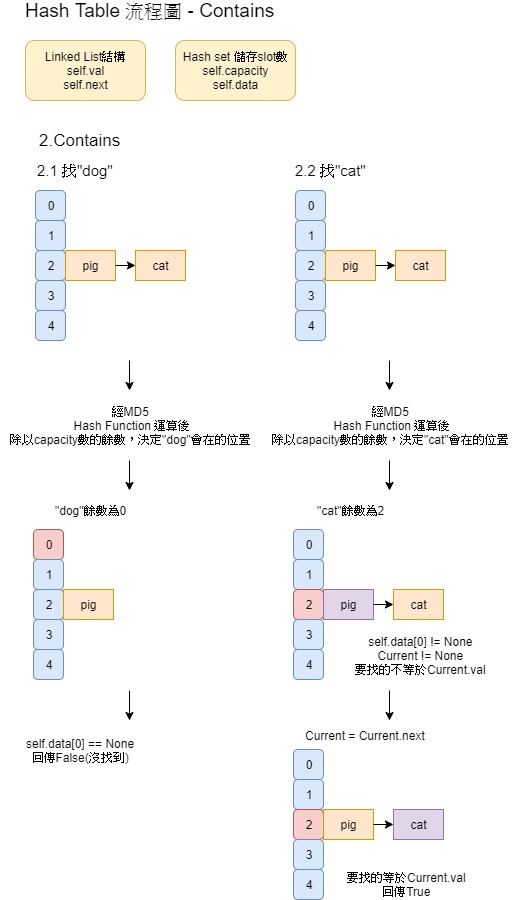 Hash Table 流程圖 - Contains
Linked List結構
self.val
self.next
Hash set 儲存slot數
self.capacity
self.data
2.Contains
2.1 找"dog"
0
1
2
pig
cat
3
4
經MD5
Hash Function 運算後
除以capacity數的餘數，決定"dog"會在的位置
"dog"餘數為0
0
1
2
pig
3
4
self.data[0] == None
回傳False(沒找到)
2.2 找"cat"
0
1
2
pig
cat
3
4
經MD5
Hash Function 運算後
除以capacity數的餘數，決定"cat"會在的位置
"cat"餘數為2
0
1
2
pig
cat
3
4
self.data[0] != None
Current != None
要找的不等於Current.val
Current = Current.next
0
1
2
pig
cat
3
4
要找的等於Current.val
回傳True